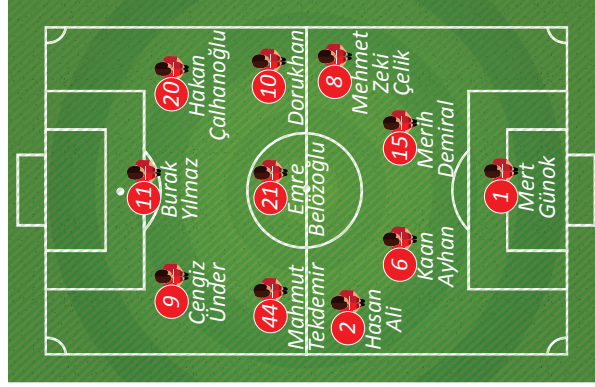 11
Burak
Yılmaz
9
Cengiz
Ünder
20
Hakan
Çalhanoğlu
44
Mahmut
Tekdemir
21
Emre
Belözoğlu
10
Dorukhan
2
Hasan
Ali
8
Mehmet
Zeki
Çelik
6
Kaan
Ayhan
15
Merih
Demiral
1
Mert
Günok